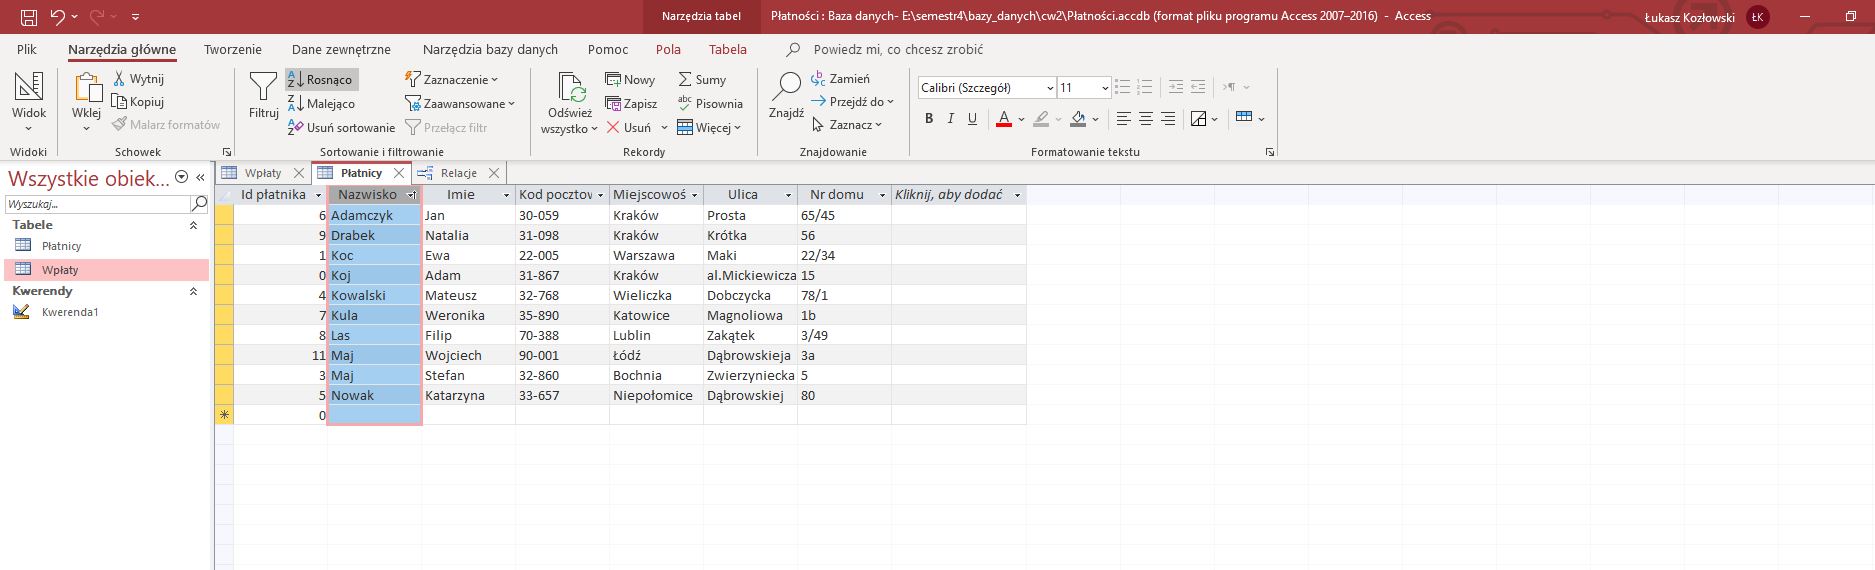 Narzędzia tabel
Płatności : Baza danych- E:\semestr4\bazy_danych\cw2\Płatności.accdb (format pliku programu Access 2007–2016) - Access
Łukasz Kozłowski ŁK
Plik Narzędzia główne Tworzenie Dane zewnętrzne Narzędzia bazy danych Pomoc Pola Tabela Powiedz mi, co chcesz zrobić
Widok
Widoki
Wklej
Wytnij
Kopiuj
Malarz formatów
Schowek
Filtruj
Rosnąco
Malejąco
Usuń sortowanie
Zaznaczenie
Zaawansowane
Przełącz filtr
Sortowanie i filtrowanie
Odśwież
wszystko
Nowy
Zapisz
Usuń
Sumy
Pisownia
Więcej
Rekordy
Znajdź
Zamień
Przejdź do
Zaznacz
Znajdowanie
Calibri (Szczegół) 11
B I U A
Formatowanie tekstu
Wszystkie obiek...
Wyszukaj...
Tabele
Płatnicy
Wpłaty
Kwerendy
Kwerenda1
Wpłaty Płatnicy Relacje
Id płatnika Nazwisko Imie Kod pocztow Miejscowoś Ulica Nr domu Kliknij, aby dodać
6 Adamczyk Jan 30-059 Kraków Prosta 65/45
9 Drabek Natalia 31-098 Kraków Krótka 56
1 Koc Ewa 22-005 Warszawa Maki 22/34
0 Koj Adam 31-867 Kraków al.Mickiewicza 15
4 Kowalski Mateusz 32-768 Wieliczka Dobczycka 78/1
7 Kula Weronika 35-890 Katowice Magnoliowa 1b
8 Las Filip 70-388 Lublin Zakątek 3/49
11 Maj Wojciech 90-001 Łódź Dąbrowskieja 3a
3 Maj Stefan 32-860 Bochnia Zwierzyniecka 5
5 Nowak Katarzyna 33-657 Niepołomice Dąbrowskiej 80
0